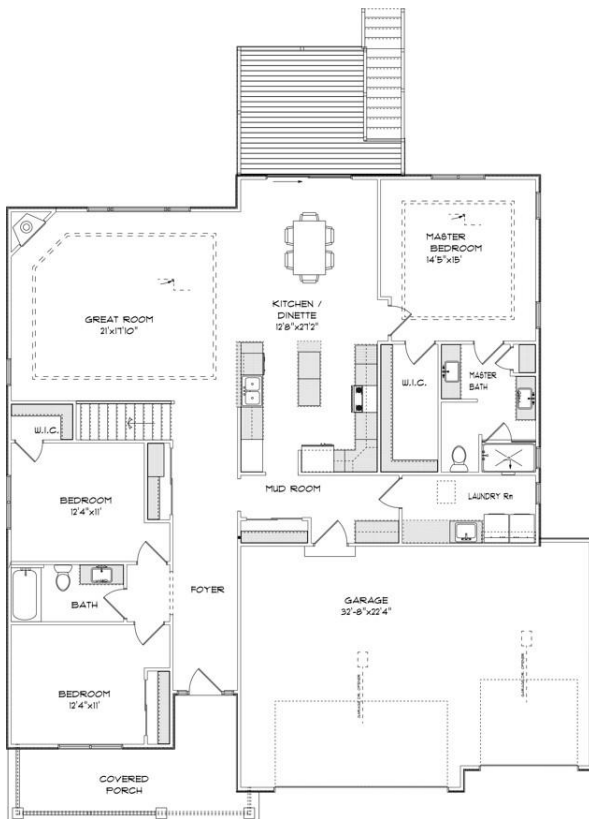 MASTER
BEDROOM
14'5"x15'
KITCHEN /
DINETTE
12'8"x27'2"
GREAT ROOM
21'x17'10"
W.I.C.
MASTER
BATH
W.I.C.
BEDROOM
12'4"x11'
MUD ROOM
LAUNDRY Rm
FOYER
BATH
GARAGE
32'-8"x22'4"
BEDROOM
12'4"x11'
COVERED
PORCH